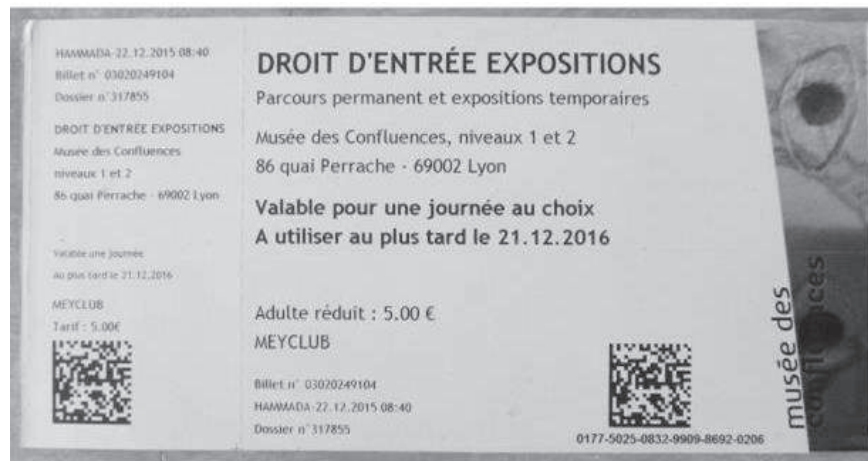 HAMMADA-22.12.2015 08:40
Billet n° 03020249104
Dossier n°317855
DROIT D'ENTRÉE EXPOSITIONS
Musée des Confluences
niveaux 1 et 2
86 quai Perrache - 69002 Lyon
Valable une journée
Au plus tard le 21.12.2016
MEYCLUB
Tarif : 5.00€
DROIT D'ENTRÉE EXPOSITIONS
Parcours permanent et expositions temporaires
Musée des Confluences, niveaux 1 et 2
86 quai Perrache - 69002 Lyon
Valable pour une journée au choix
A utiliser au plus tard le 21.12.2016
Adulte réduit : 5.00 €
MEYCLUB
Billet n° 03020249104
HAMMADA-22.12.2015 08:40
Dossier n°317855
0177-5025-0832-9909-8692-0206
musée des
confluences